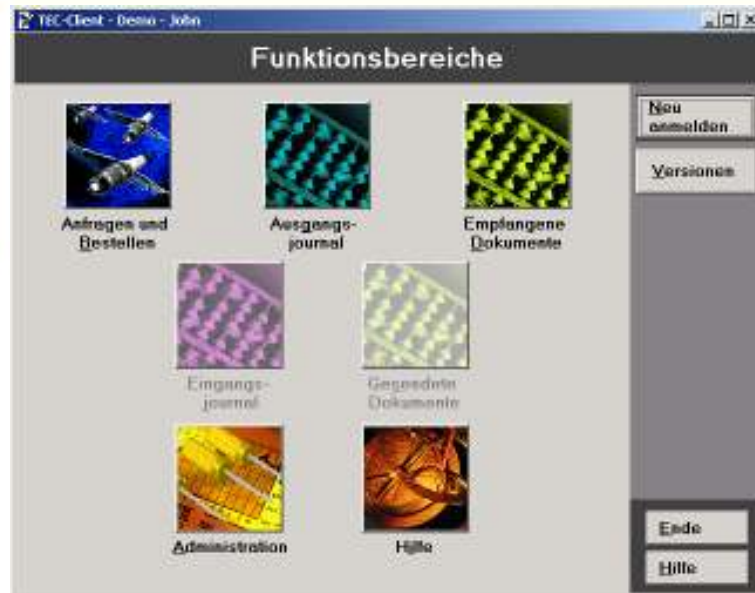 TEC-Client - Demo - John
Funktionsbereiche
Neu
anmelden
Versionen
Anfragen und
Bestellen
Ausgangs-
journal
Empfangene
Dokumente
Eingangs-
journal
Gesendete
Dokumente
Administration
Hilfe
Ende
Hilfe